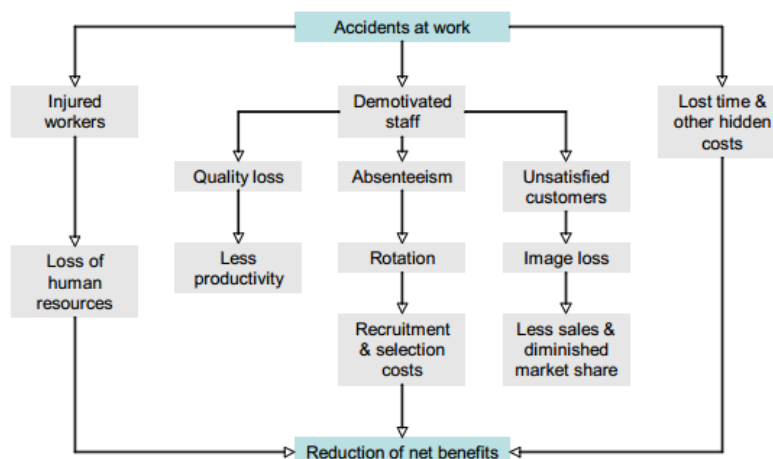 Accidents at work
Injured
workers
Demotivated
staff
Lost time &
other hidden
costs
Quality loss
Absenteeism
Unsatisfied
customers
Loss of
human
resources
Less
productivity
Rotation
Image loss
Recruitment
& selection
costs
Less sales &
diminished
market share
Reduction of net benefits